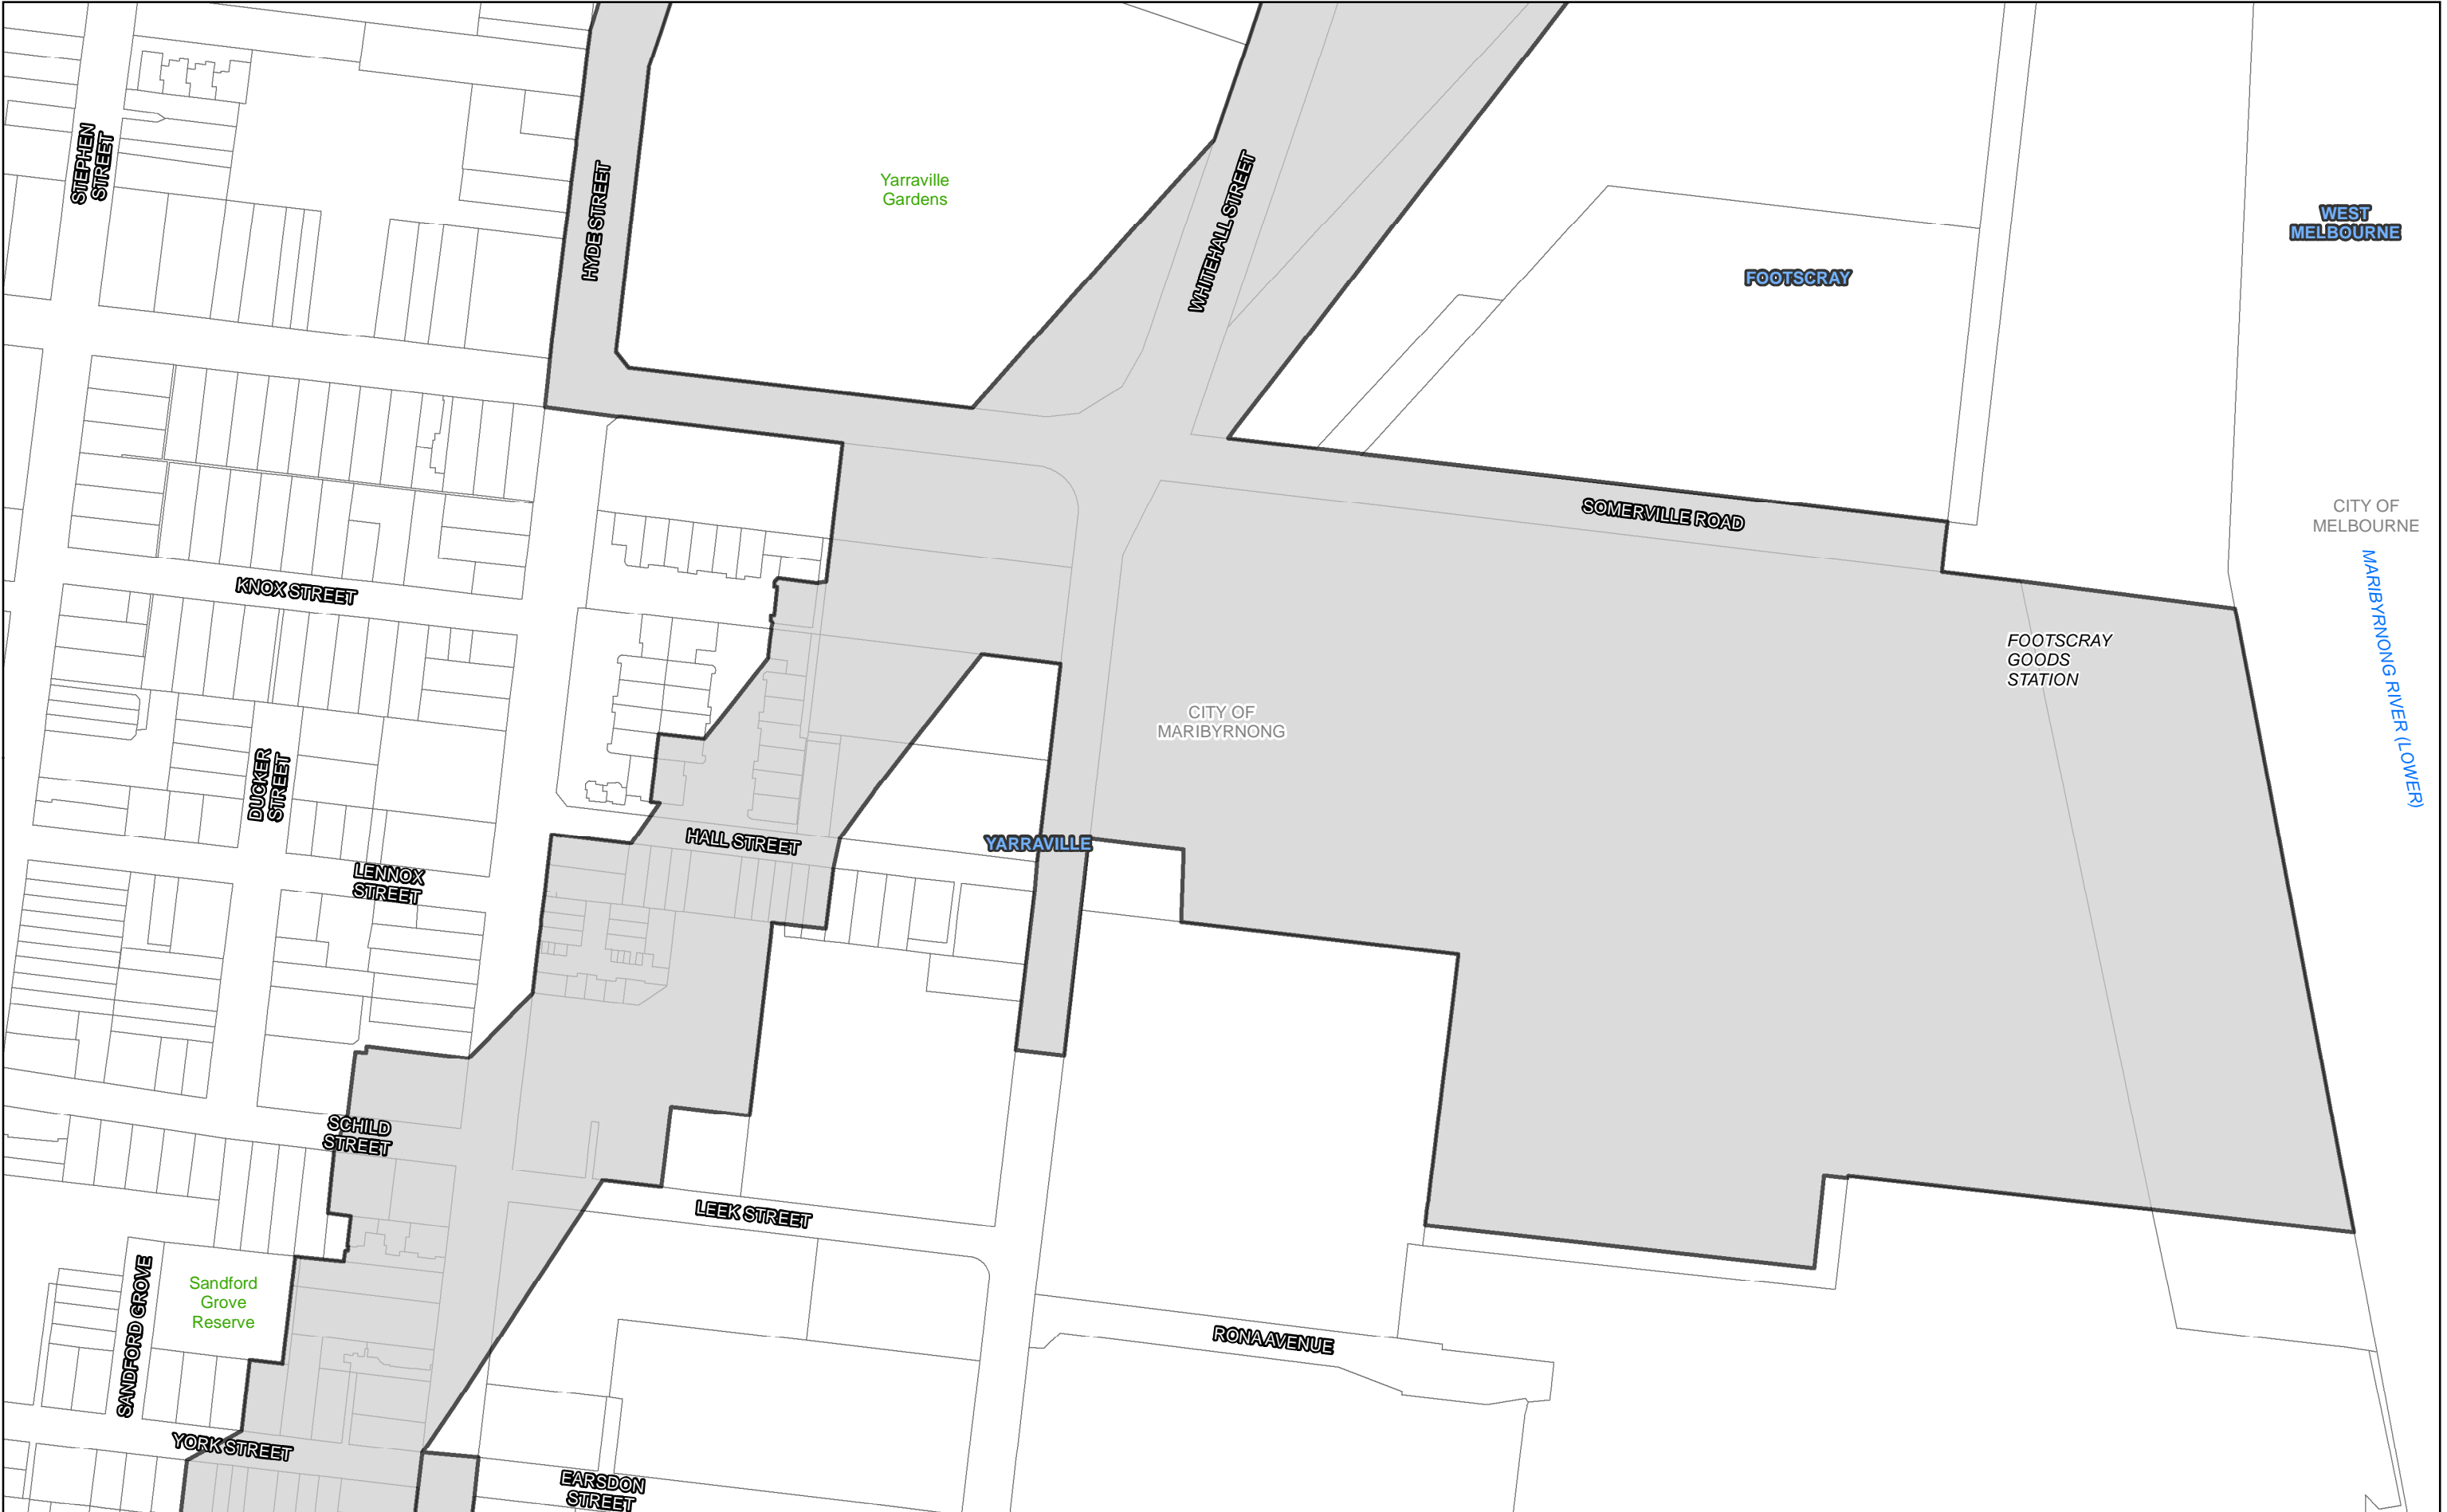 STEPHEN
STREET
HYDE STREET
Yarraville
Gardens
WHITEHALL STREET
FOOTSCRAY
WEST
MELBOURNE
SOMERVILLE ROAD
CITY OF
MELBOURNE
MARIBYRNONG RIVER (LOWER)
KNOX STREET
FOOTSCRAY
GOODS
STATION
CITY OF
MARIBYRNONG
DUCKER
STREET
HALL STREET
YARRAVILLE
LENNOX
STREET
SCHILD
STREET
LEEK STREET
SANDFORD GROVE
Sandford
Grove
Reserve
RONA AVENUE
YORK STREET
EARSDON
STREET